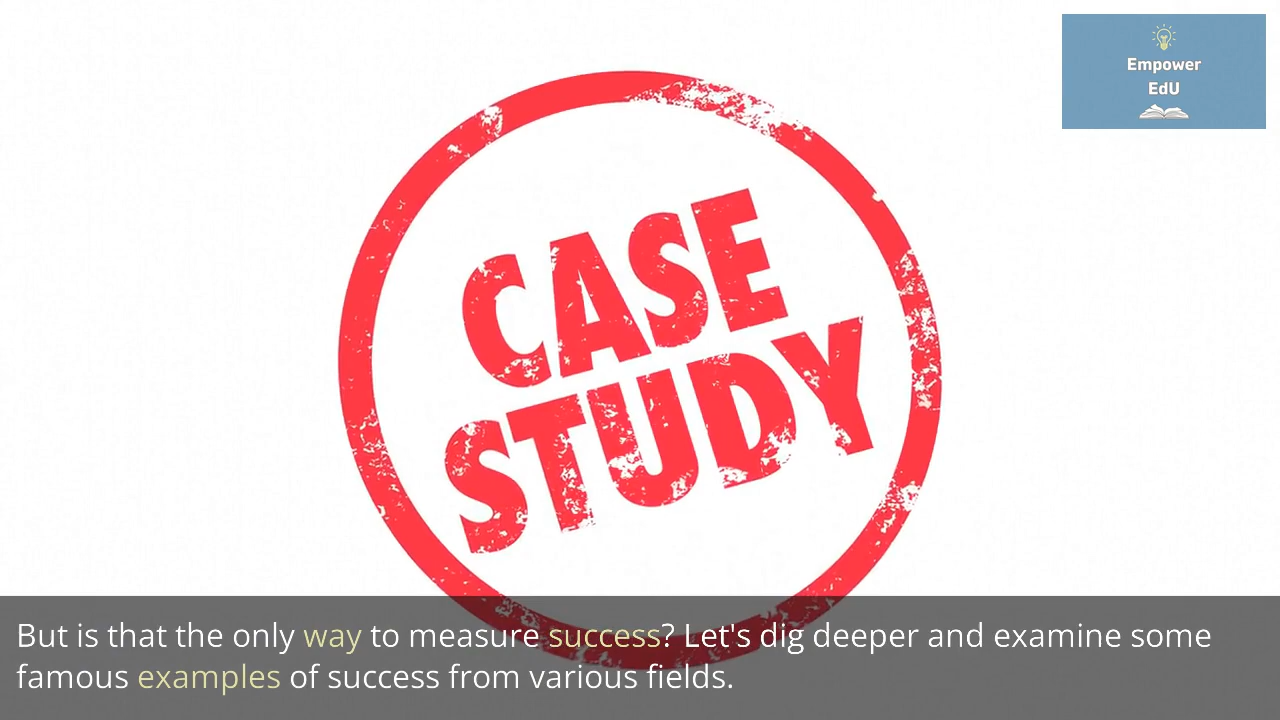 Empower
EdU
CASE
STUDY
But is that the only way to measure success? Let's dig deeper and examine some
famous examples of success from various fields.